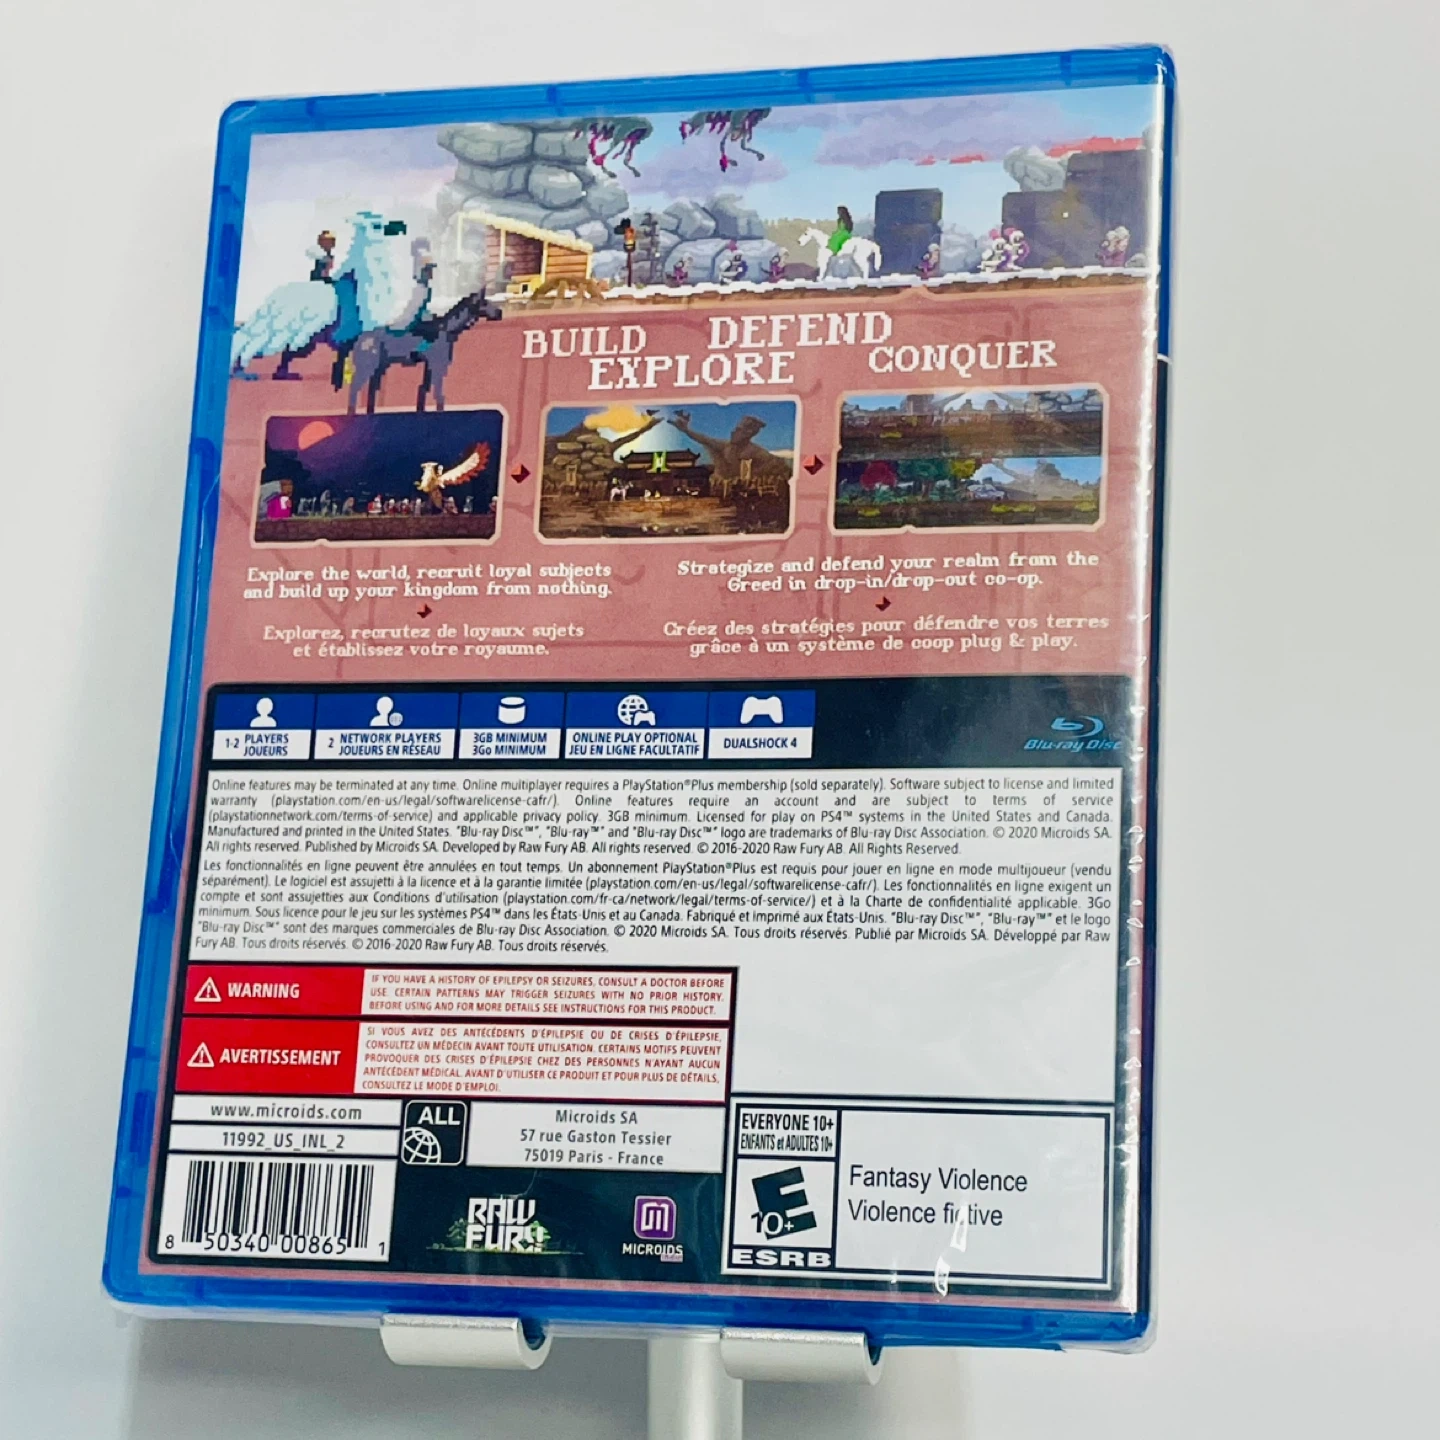 BUILD DEFEND
EXPLORE CONQUER
Explore the world, recruit loyal subjects
and build up your kingdom from nothing.
Explorez, recrutez de loyaux sujets
et établissez votre royaume.
Strategize and defend your realm from the
Greed in drop-in/drop-out co-op.
Créez des stratégies pour défendre vos terres
grâce à un système de coop plug & play.
1-2 PLAYERS
JOUEURS
2 NETWORK PLAYERS
JOUEURS EN RÉSEAU
3GB MINIMUM
3Go MINIMUM
ONLINE PLAY OPTIONAL
JEU EN LIGNE FACULTATIF
DUALSHOCK 4
Blu-ray Disc
Online features may be terminated at any time. Online multiplayer requires a PlayStation®Plus membership (sold separately). Software subject to license and limited
warranty (playstation.com/en-us/legal/softwarelicense-cafr/). Online features require an account and are subject to terms of service
(playstationnetwork.com/terms-of-service) and applicable privacy policy. 3GB minimum. Licensed for play on PS4™ systems in the United States and Canada.
Manufactured and printed in the United States. "Blu-ray Disc™", "Blu-ray™" and "Blu-ray Disc™" logo are trademarks of Blu-ray Disc Association. © 2020 Microids SA.
All rights reserved. Published by Microids SA. Developed by Raw Fury AB. All rights reserved. © 2016-2020 Raw Fury AB. All Rights Reserved.
Les fonctionnalités en ligne peuvent être annulées en tout temps. Un abonnement PlayStation®Plus est requis pour jouer en ligne en mode multijoueur (vendu
séparément). Le logiciel est assujetti à la licence et à la garantie limitée (playstation.com/en-us/legal/softwarelicense-cafr/). Les fonctionnalités en ligne exigent un
compte et sont assujetties aux Conditions d'utilisation (playstation.com/fr-ca/network/legal/terms-of-service/) et à la Charte de confidentialité applicable. 3Go
minimum. Sous licence pour le jeu sur les systèmes PS4™ dans les États-Unis et au Canada. Fabriqué et imprimé aux États-Unis. "Blu-ray Disc™", "Blu-ray™" et le logo
"Blu-ray Disc™" sont des marques commerciales de Blu-ray Disc Association. © 2020 Microids SA. Tous droits réservés. Publié par Microids SA. Développé par Raw
Fury AB. Tous droits réservés. © 2016-2020 Raw Fury AB. Tous droits réservés.
WARNING
IF YOU HAVE A HISTORY OF EPILEPSY OR SEIZURES, CONSULT A DOCTOR BEFORE
USE. CERTAIN PATTERNS MAY TRIGGER SEIZURES WITH NO PRIOR HISTORY.
BEFORE USING AND FOR MORE DETAILS SEE INSTRUCTIONS FOR THIS PRODUCT.
AVERTISSEMENT
SI VOUS AVEZ DES ANTÉCÉDENTS D'ÉPILEPSIE OU DE CRISES D'ÉPILEPSIE,
CONSULTEZ UN MÉDECIN AVANT TOUTE UTILISATION. CERTAINS MOTIFS PEUVENT
PROVOQUER DES CRISES D'ÉPILEPSIE CHEZ DES PERSONNES N'AYANT AUCUN
ANTÉCÉDENT MÉDICAL. AVANT D'UTILISER CE PRODUIT ET POUR PLUS DE DÉTAILS,
CONSULTEZ LE MODE D'EMPLOI.
www.microids.com
11992_US_INL_2
ALL
Microids SA
57 rue Gaston Tessier
75019 Paris - France
8 50340 00865 1
RAW
FURY
MICROIDS
EVERYONE 10+
ENFANTS et ADULTES 10+
E
10+
ESRB
Fantasy Violence
Violence fictive